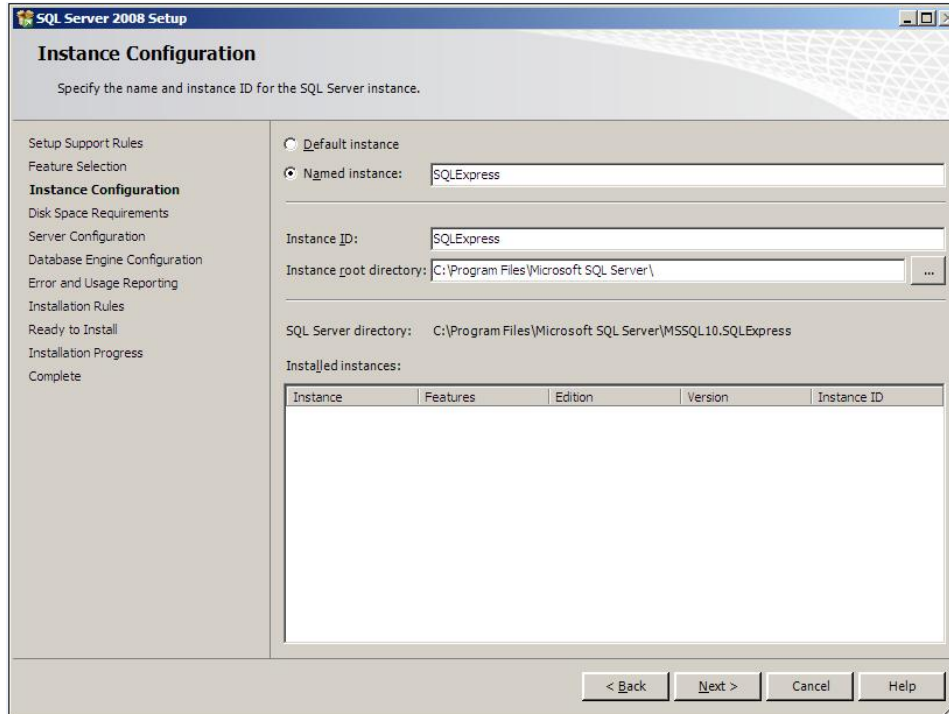 SQL Server 2008 Setup
Instance Configuration
Specify the name and instance ID for the SQL Server instance.
Setup Support Rules
Feature Selection
Instance Configuration
Disk Space Requirements
Server Configuration
Database Engine Configuration
Error and Usage Reporting
Installation Rules
Ready to Install
Installation Progress
Complete
Default instance
Named instance: SQLExpress
Instance ID: SQLExpress
Instance root directory: C:\Program Files\Microsoft SQL Server\ ...
SQL Server directory: C:\Program Files\Microsoft SQL Server\MSSQL10.SQLExpress
Installed instances:
Instance Features Edition Version Instance ID
< Back Next > Cancel Help